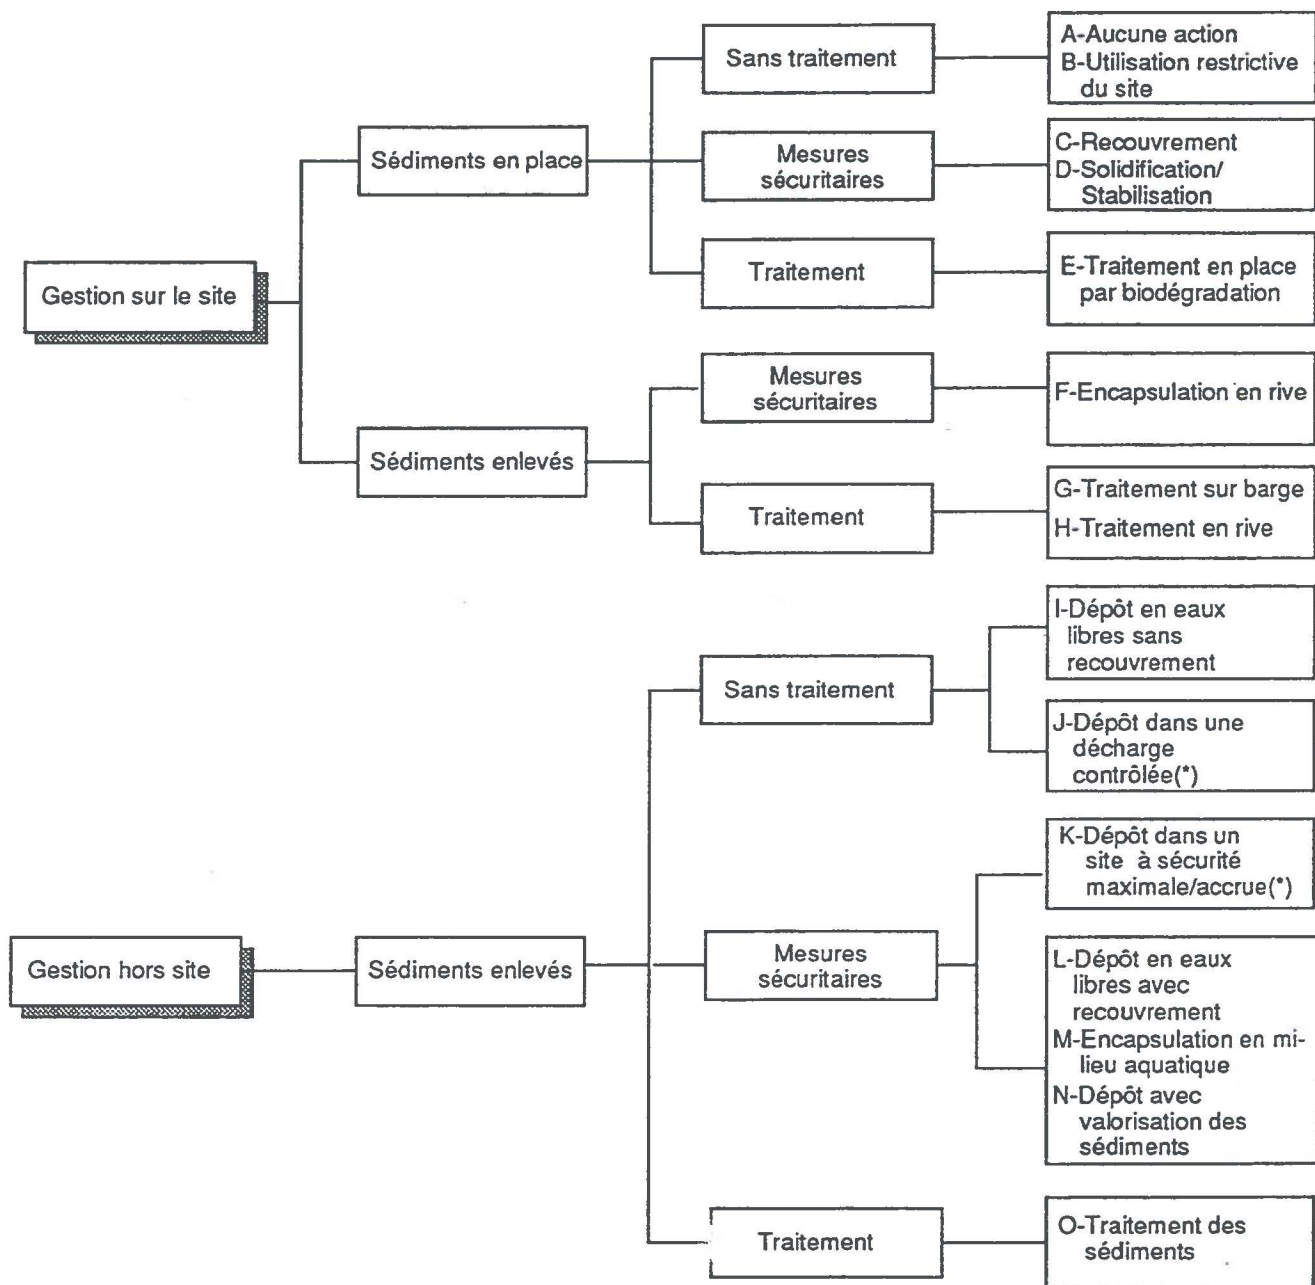 Sans traitement
A-Aucune action
B-Utilisation restrictive
du site
Sédiments en place
Mesures
sécuritaires
C-Recouvrement
D-Solidification/
Stabilisation
Traitement
E-Traitement en place
par biodégradation
Gestion sur le site
Mesures
sécuritaires
F-Encapsulation en rive
Sédiments enlevés
Traitement
G-Traitement sur barge
H-Traitement en rive
Sans traitement
I-Dépôt en eaux
libres sans
recouvrement
J-Dépôt dans une
décharge
contrôlée(*)
Gestion hors site
Sédiments enlevés
Mesures
sécuritaires
K-Dépôt dans un
site à sécurité
maximale/accrue(*)
L-Dépôt en eaux
libres avec
recouvrement
M-Encapsulation en mi-
lieu aquatique
N-Dépôt avec
valorisation des
sédiments
Traitement
O-Traitement des
sédiments